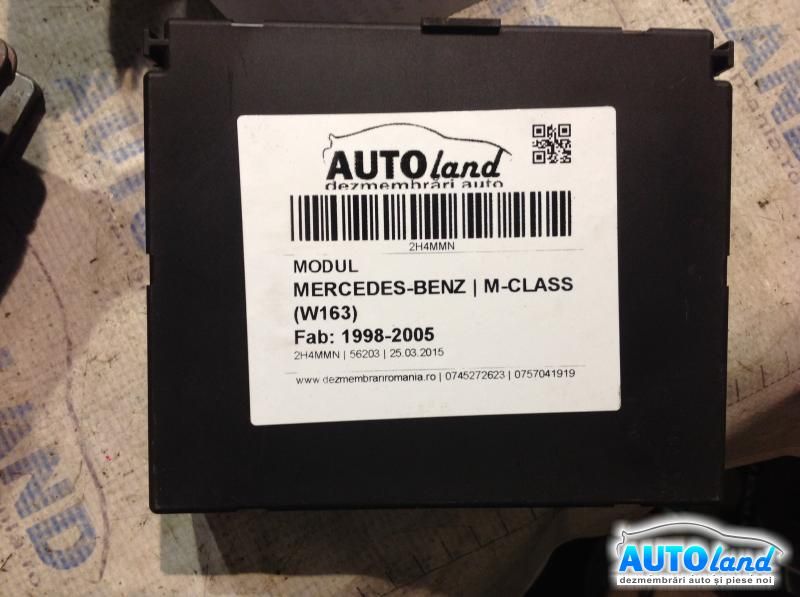 AUTOland
dezmembrări auto
2H4MMN
MODUL
MERCEDES-BENZ | M-CLASS
(W163)
Fab: 1998-2005
2H4MMN | 56203 | 25.03.2015
www.dezmembrariromania.ro | 0745272623 | 0757041919
AUTOland
dezmembrări auto și piese noi